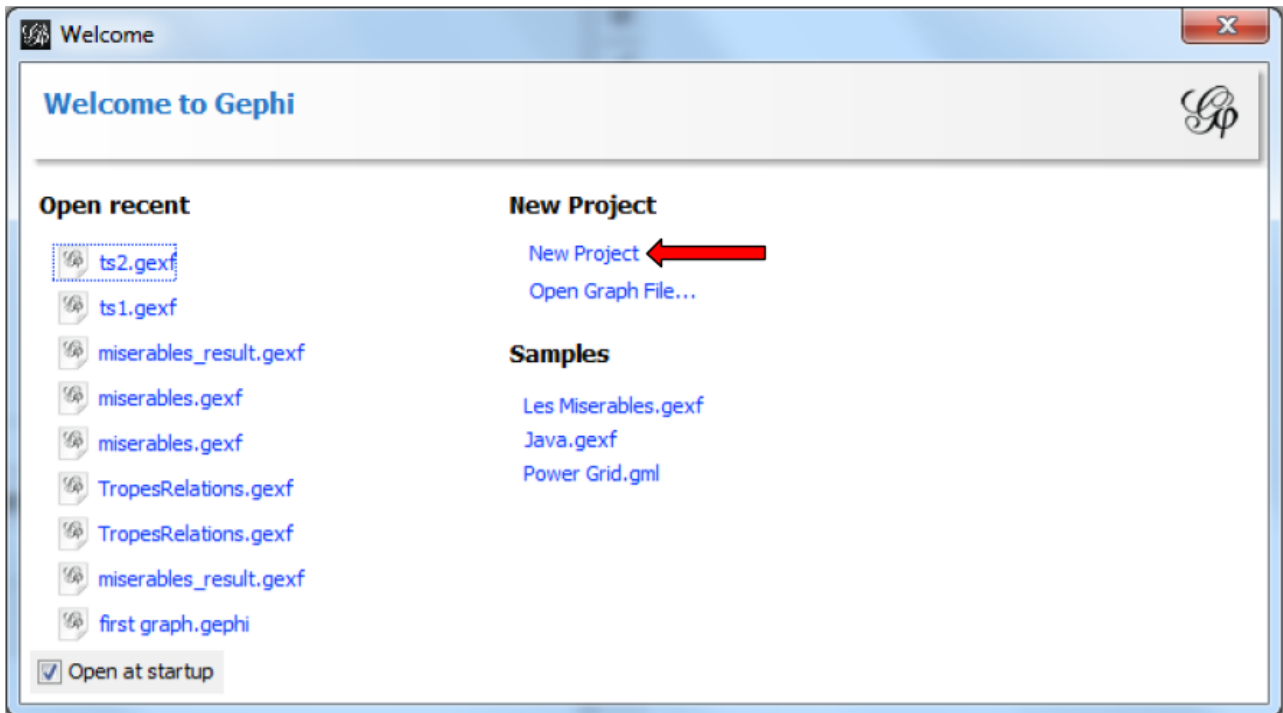 Welcome
Welcome to Gephi
Open recent
ts2.gexf
ts1.gexf
miserables_result.gexf
miserables.gexf
miserables.gexf
TropesRelations.gexf
TropesRelations.gexf
miserables_result.gexf
first graph.gephi
Open at startup
New Project
New Project
Open Graph File...
Samples
Les Miserables.gexf
Java.gexf
Power Grid.gml